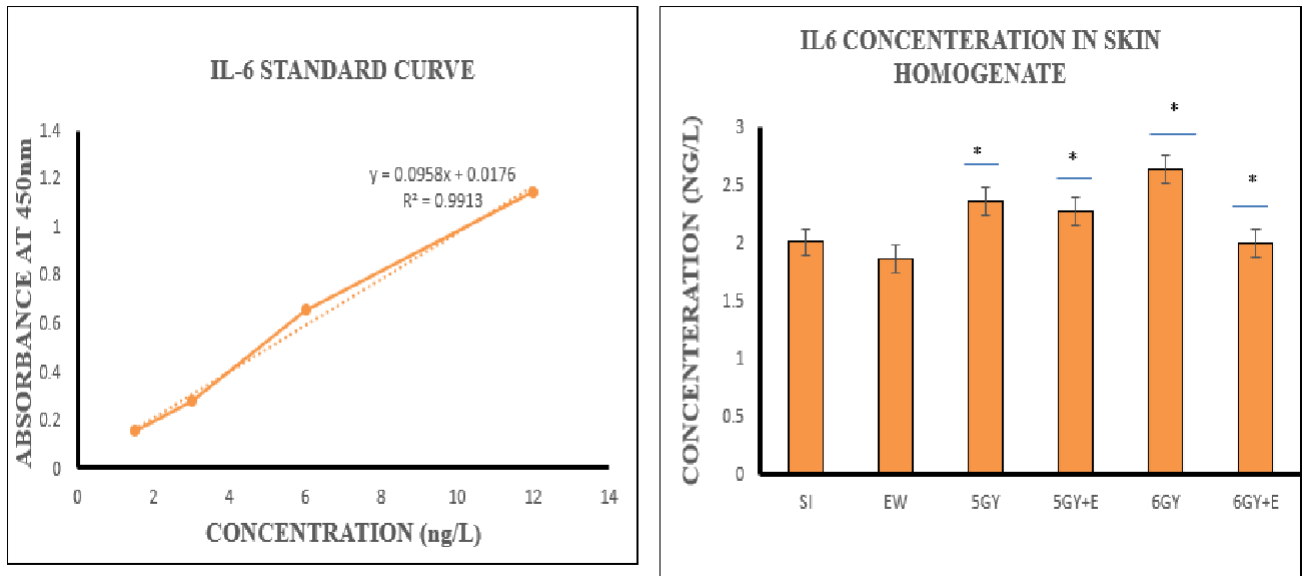 IL-6 STANDARD CURVE
ABSORBANCE AT 450nm
1.4
1.2
1
0.8
0.6
0.4
0.2
0
y = 0.0958x + 0.0176
R² = 0.9913
0 2 4 6 8 10 12 14
CONCENTRATION (ng/L)
IL6 CONCENTERATION IN SKIN
HOMOGENATE
CONCENTERATION (NG/L)
3
2.5
2
1.5
1
0.5
0
* * * *
SI EW 5GY 5GY+E 6GY 6GY+E